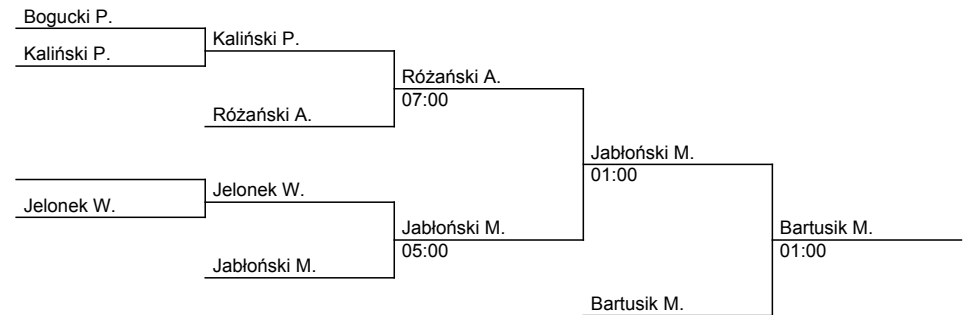 Bogucki P.
Kaliński P.
Kaliński P.
Różański A.
07:00
Różański A.
Jabłoński M.
01:00
Jelonek W.
Jelonek W.
Jabłoński M.
05:00
Bartusik M.
01:00
Jabłoński M.
Bartusik M.